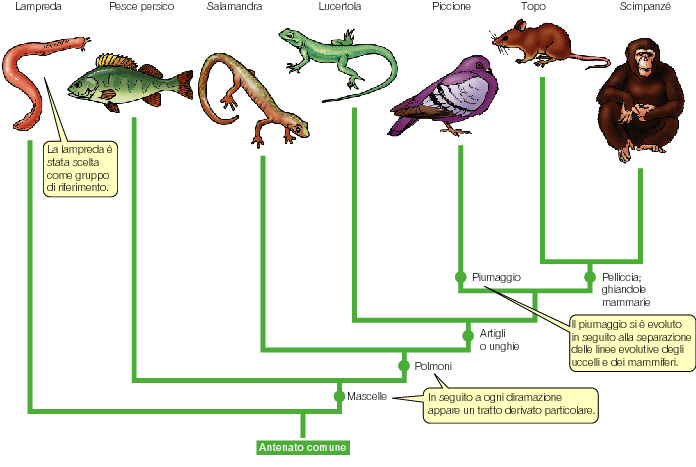 Lampreda
Pesce persico
Salamandra
Lucertola
Piccione
Topo
Scimpanzé
La lampreda è
stata scelta
come gruppo
di riferimento.
Piumaggio
Pelliccia;
ghiandole
mammarie
Il piumaggio si è evoluto
in seguito alla separazione
delle linee evolutive degli
uccelli e dei mammiferi.
Artigli
o unghie
Polmoni
Mascelle
In seguito a ogni diramazione
appare un tratto derivato particolare.
Antenato comune